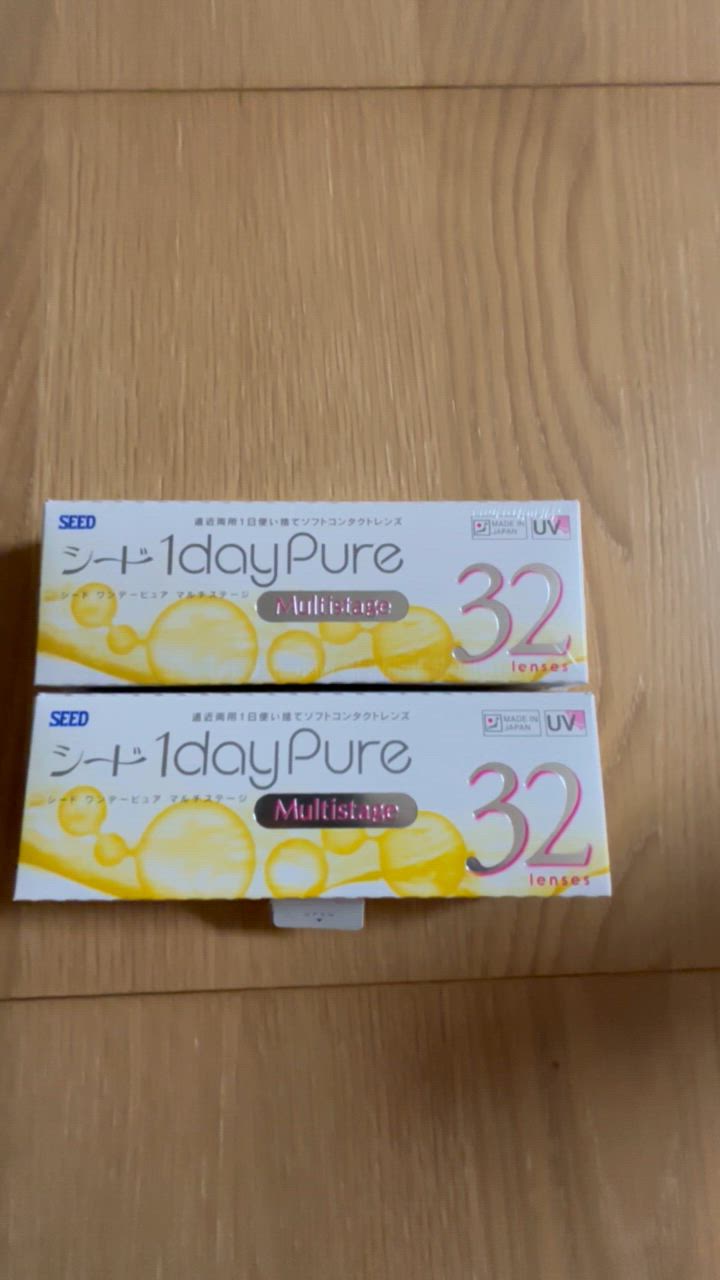 SEED
遠近両用1日使い捨てソフトコンタクトレンズ
MADE IN JAPAN
UV
シード 1dayPure
シード ワンデーピュア マルチステージ
Multistage
32
lenses
SEED
遠近両用1日使い捨てソフトコンタクトレンズ
MADE IN JAPAN
UV
シード 1dayPure
シード ワンデーピュア マルチステージ
Multistage
32
lenses